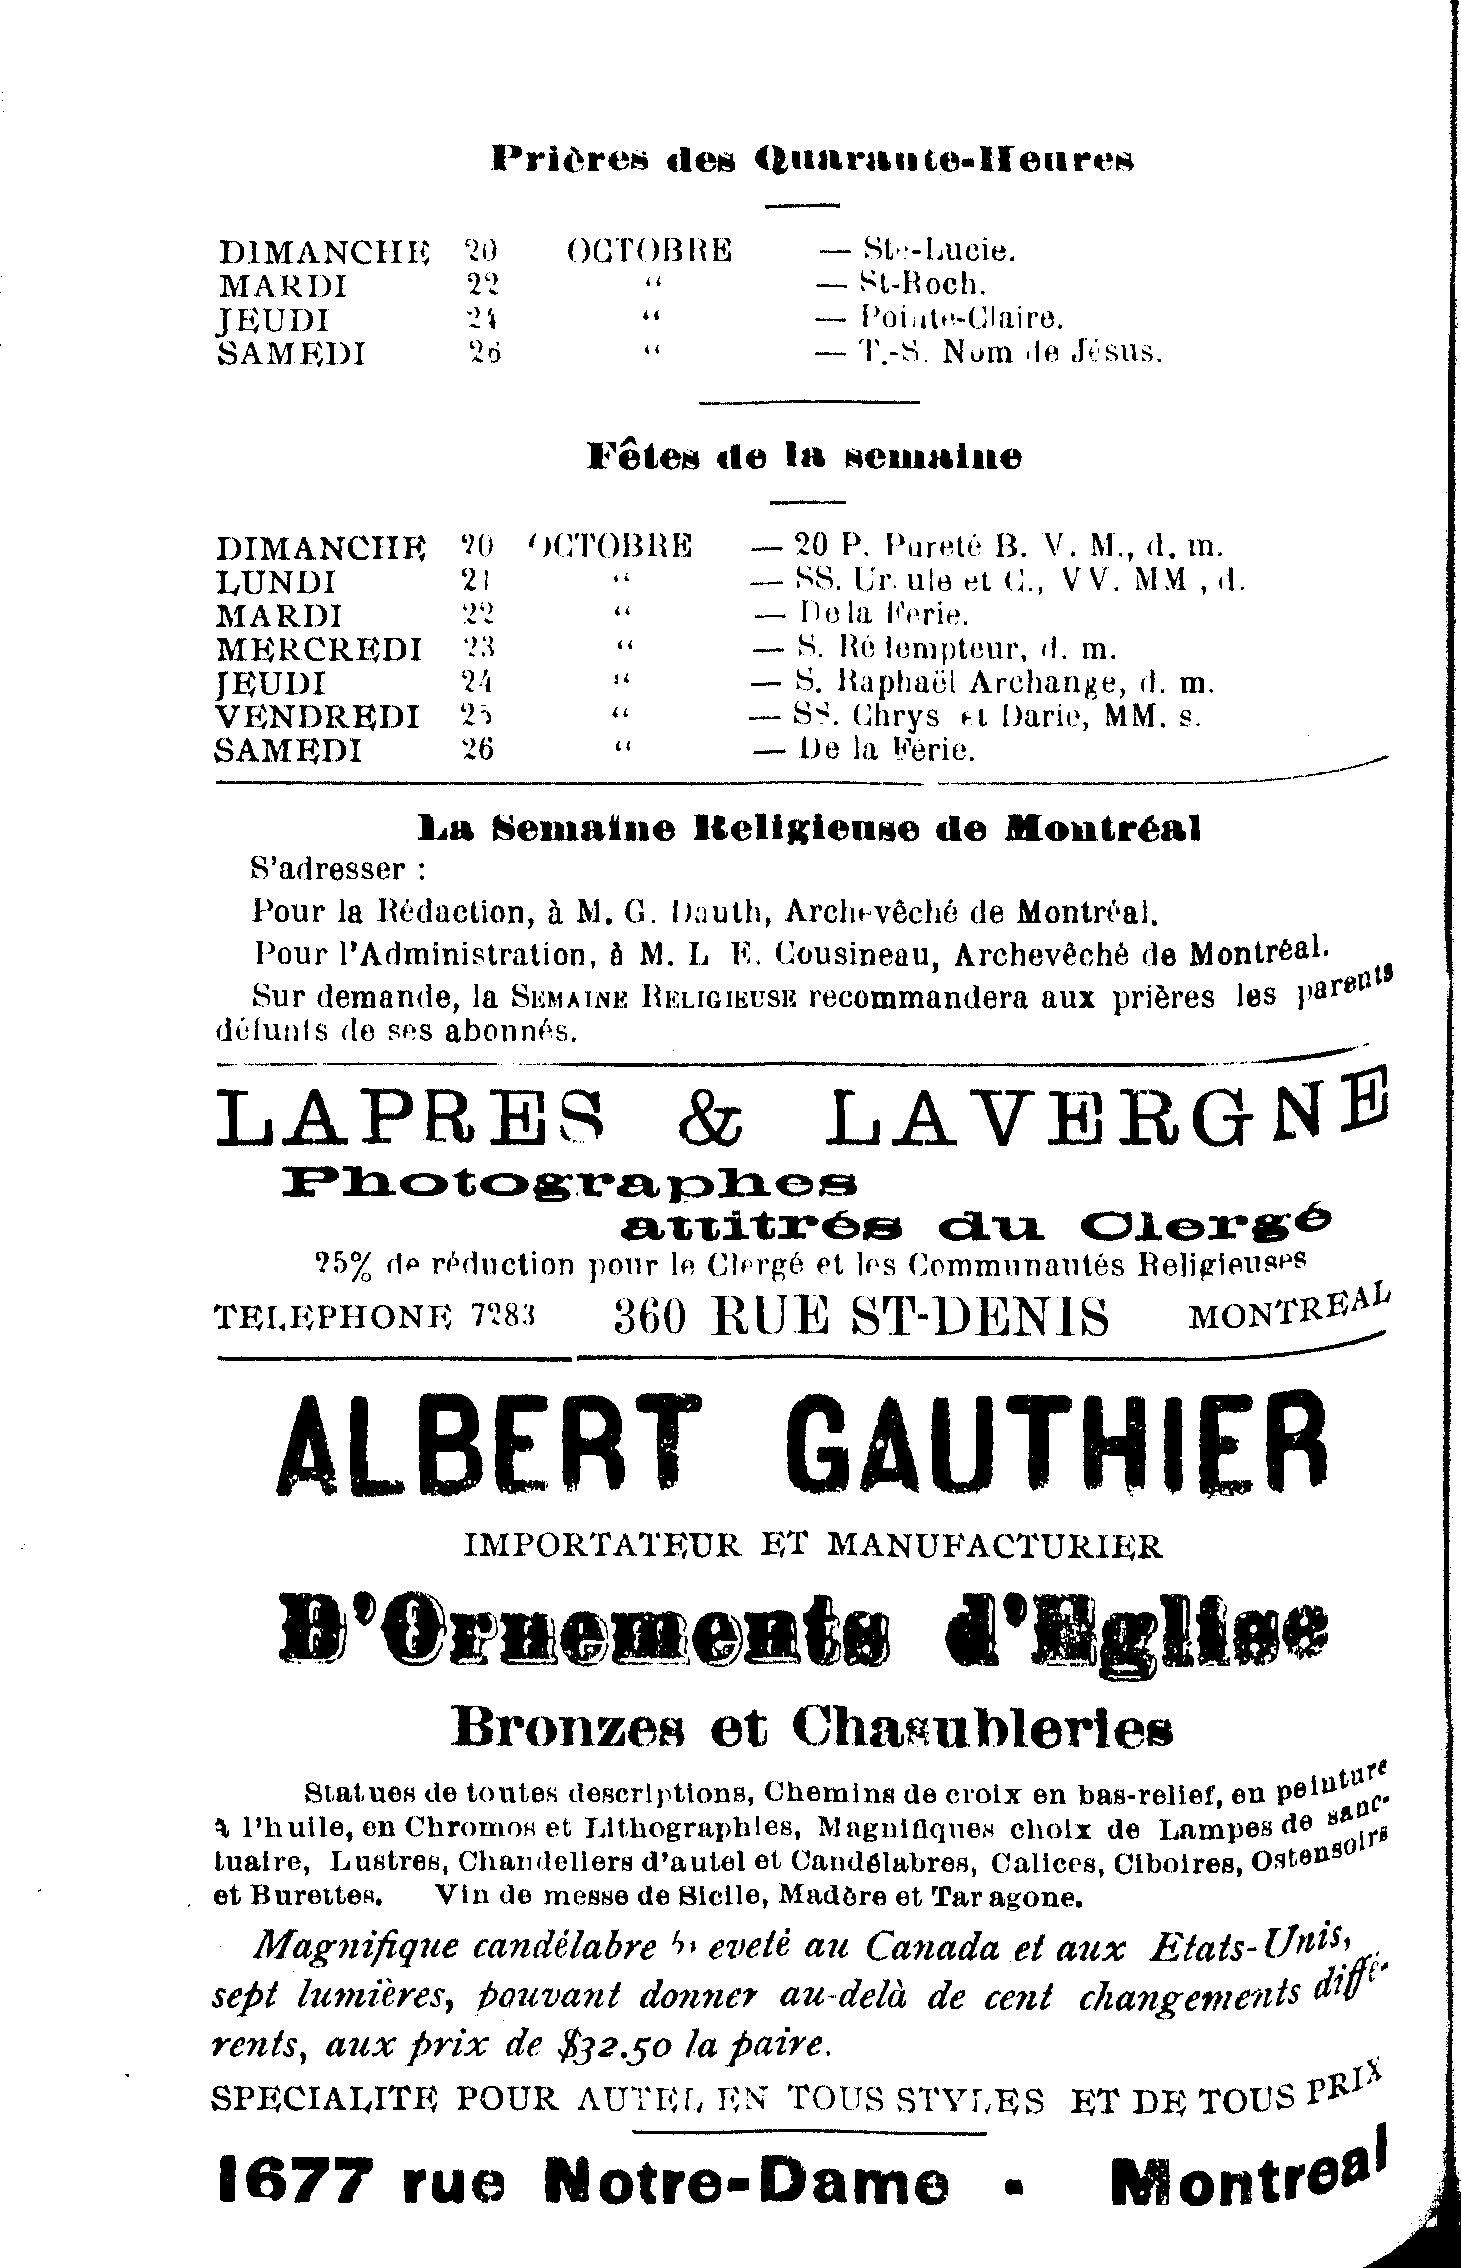 Prières des Quarante-Heures
DIMANCHE 20 OCTOBRE — Ste-Lucie.
MARDI 22 “ — St-Roch.
JEUDI 24 “ — Pointe-Claire.
SAMEDI 26 “ — T.-S. Nom de Jésus.
Fêtes de la semaine
DIMANCHE 20 OCTOBRE — 20 P. Pureté B. V. M., d. m.
LUNDI 21 “ — SS. Ur.ule et C., VV. MM , d.
MARDI 22 “ — De la Ferie.
MERCREDI 23 “ — S. Rédempteur, d. m.
JEUDI 24 “ — S. Raphaël Archange, d. m.
VENDREDI 25 “ — SS. Chrys et Darie, MM. s.
SAMEDI 26 “ — De la Férie.
La Semaine Religieuse de Montréal
S'adresser :
Pour la Rédaction, à M. G. Dauth, Archevêché de Montréal.
Pour l'Administration, à M. L E. Cousineau, Archevêché de Montréal.
Sur demande, la SEMAINE RELIGIEUSE recommandera aux prières les parents
défunts de ses abonnés.
LAPRES & LAVERGNE
Photographes
attitrés du Clergé
25% de réduction pour le Clergé et les Communautés Religieuses
TELEPHONE 7283 360 RUE ST-DENIS MONTREAL
ALBERT GAUTHIER
IMPORTATEUR ET MANUFACTURIER
D'Ornements d'Eglise
Bronzes et Chasubleries
Statues de toutes descriptions, Chemins de croix en bas-relief, en peinture
à l'huile, en Chromos et Lithographies, Magnifiques choix de Lampes de sanc-
tuaire, Lustres, Chandeliers d'autel et Candélabres, Calices, Ciboires, Ostensoirs
et Burettes. Vin de messe de Sicile, Madère et Taragone.
Magnifique candélabre breveté au Canada et aux Etats-Unis,
sept lumières, pouvant donner au-delà de cent changements diffé-
rents, aux prix de $32.50 la paire.
SPECIALITE POUR AUTEL EN TOUS STYLES ET DE TOUS PRIX
1677 rue Notre-Dame - Montreal